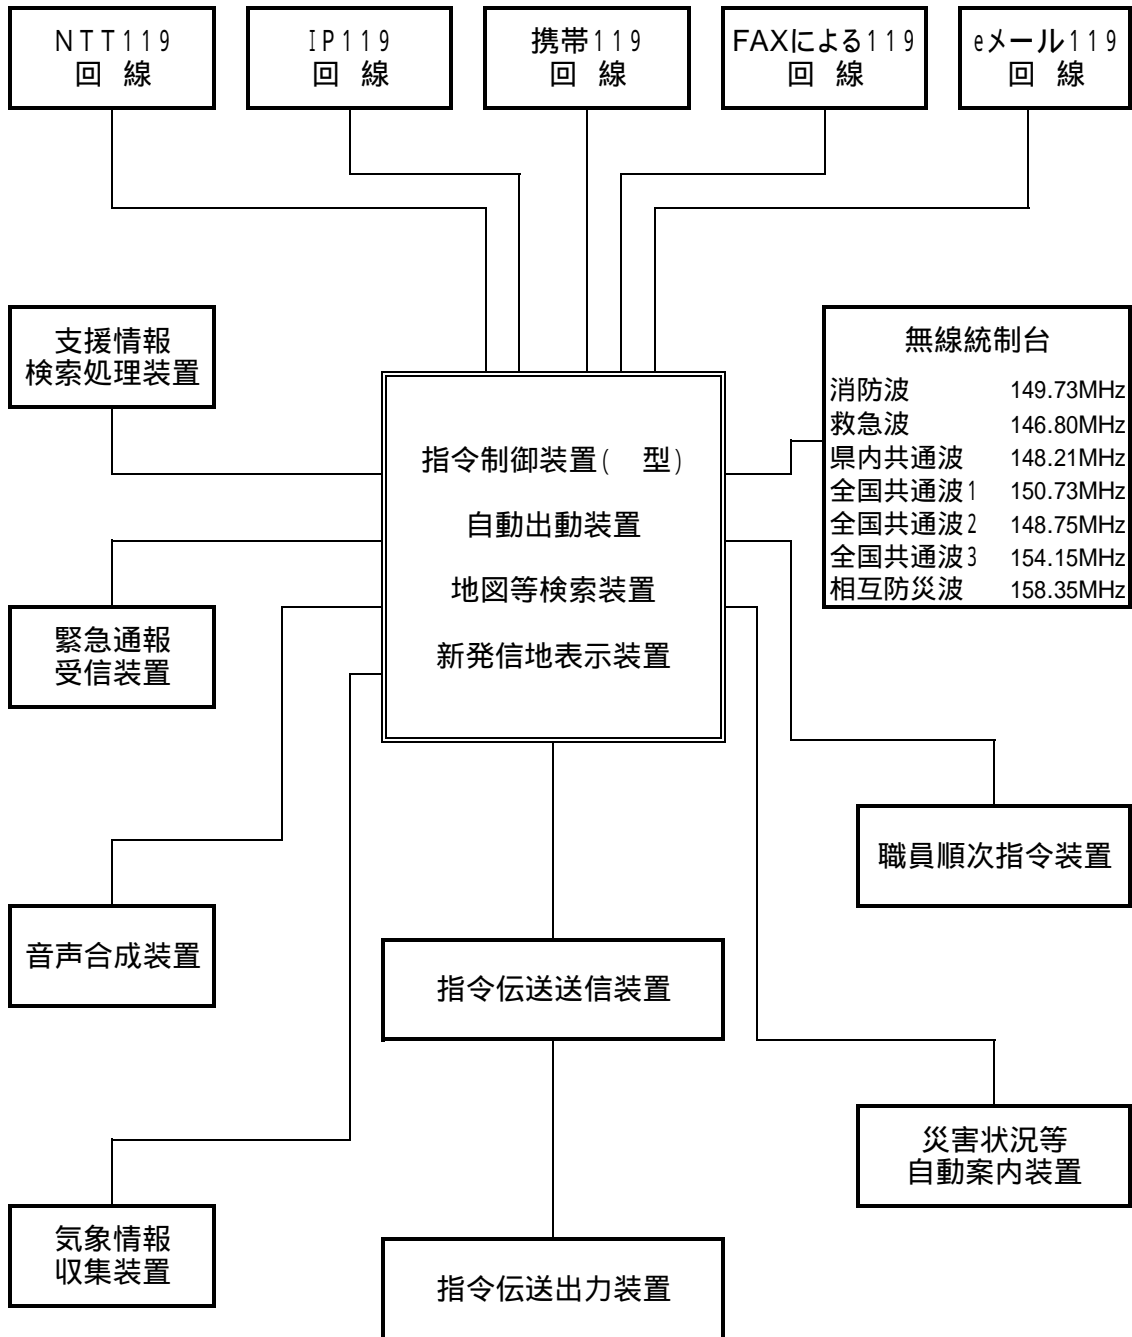 NTT119
回 線
IP119
回 線
携帯119
回 線
FAXによる119
回 線
eメール119
回 線
支援情報
検索処理装置
無線統制台
消防波 149.73MHz
救急波 146.80MHz
県内共通波 148.21MHz
全国共通波1 150.73MHz
全国共通波2 148.75MHz
全国共通波3 154.15MHz
相互防災波 158.35MHz
指令制御装置(　型)
自動出動装置
地図等検索装置
新発信地表示装置
緊急通報
受信装置
職員順次指令装置
音声合成装置
指令伝送送信装置
災害状況等
自動案内装置
気象情報
収集装置
指令伝送出力装置